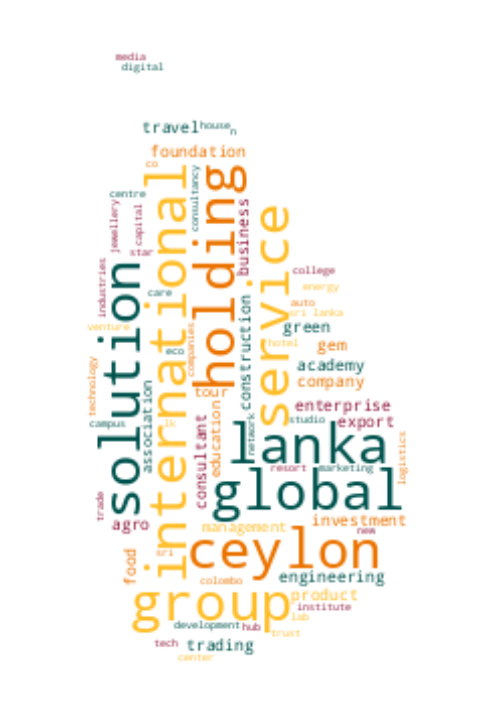 media
digital
travel
house
n
foundation
co
international
holding
consultancy
centre
jewellery
capital
business
service
star
solution
industries
care
college
energy
auto
sri lanka
construction
green
venture
companies
hotel
gem
eco
technology
academy
company
association
tour
education
enterprise
campus
lk
consultant
network
studio
export
lanka
logistics
resort
marketing
global
trade
agro
management
investment
new
food
sri
ceylon
colombo
engineering
group
product
institute
lab
development
hub
trust
tech
trading
center